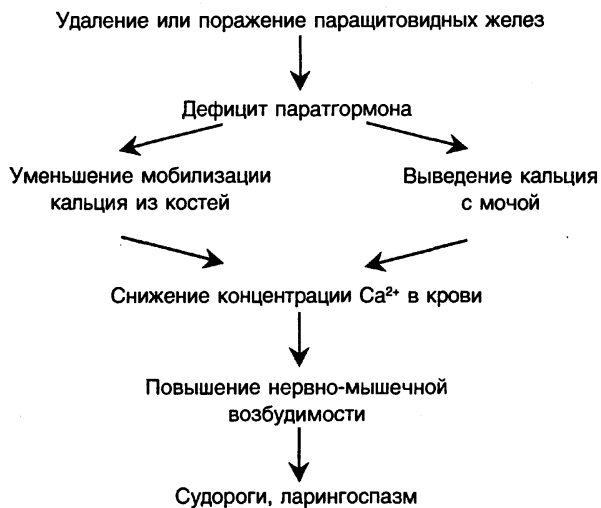 Удаление или поражение паращитовидных желез
Дефицит паратгормона
Уменьшение мобилизации
кальция из костей
Выведение кальция
с мочой
Снижение концентрации Ca²⁺ в крови
Повышение нервно-мышечной
возбудимости
Судороги, ларингоспазм